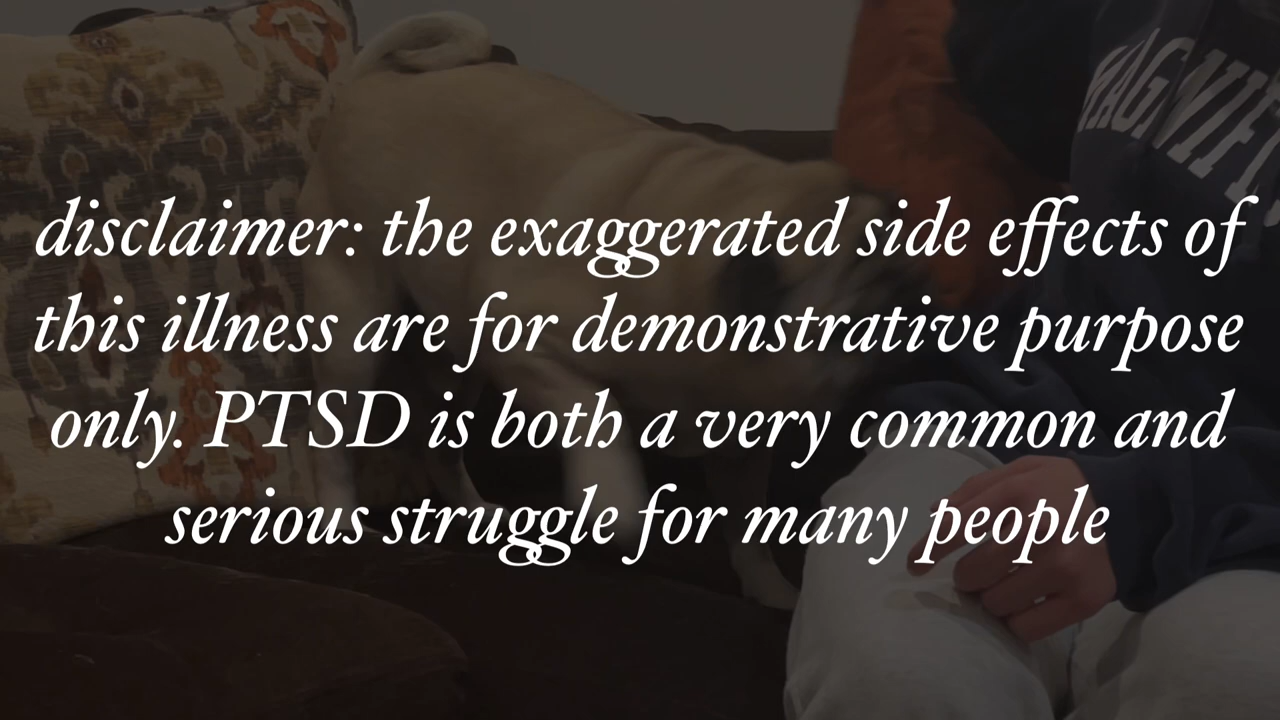 disclaimer: the exaggerated side effects of
this illness are for demonstrative purpose
only. PTSD is both a very common and
serious struggle for many people
MAGNIF